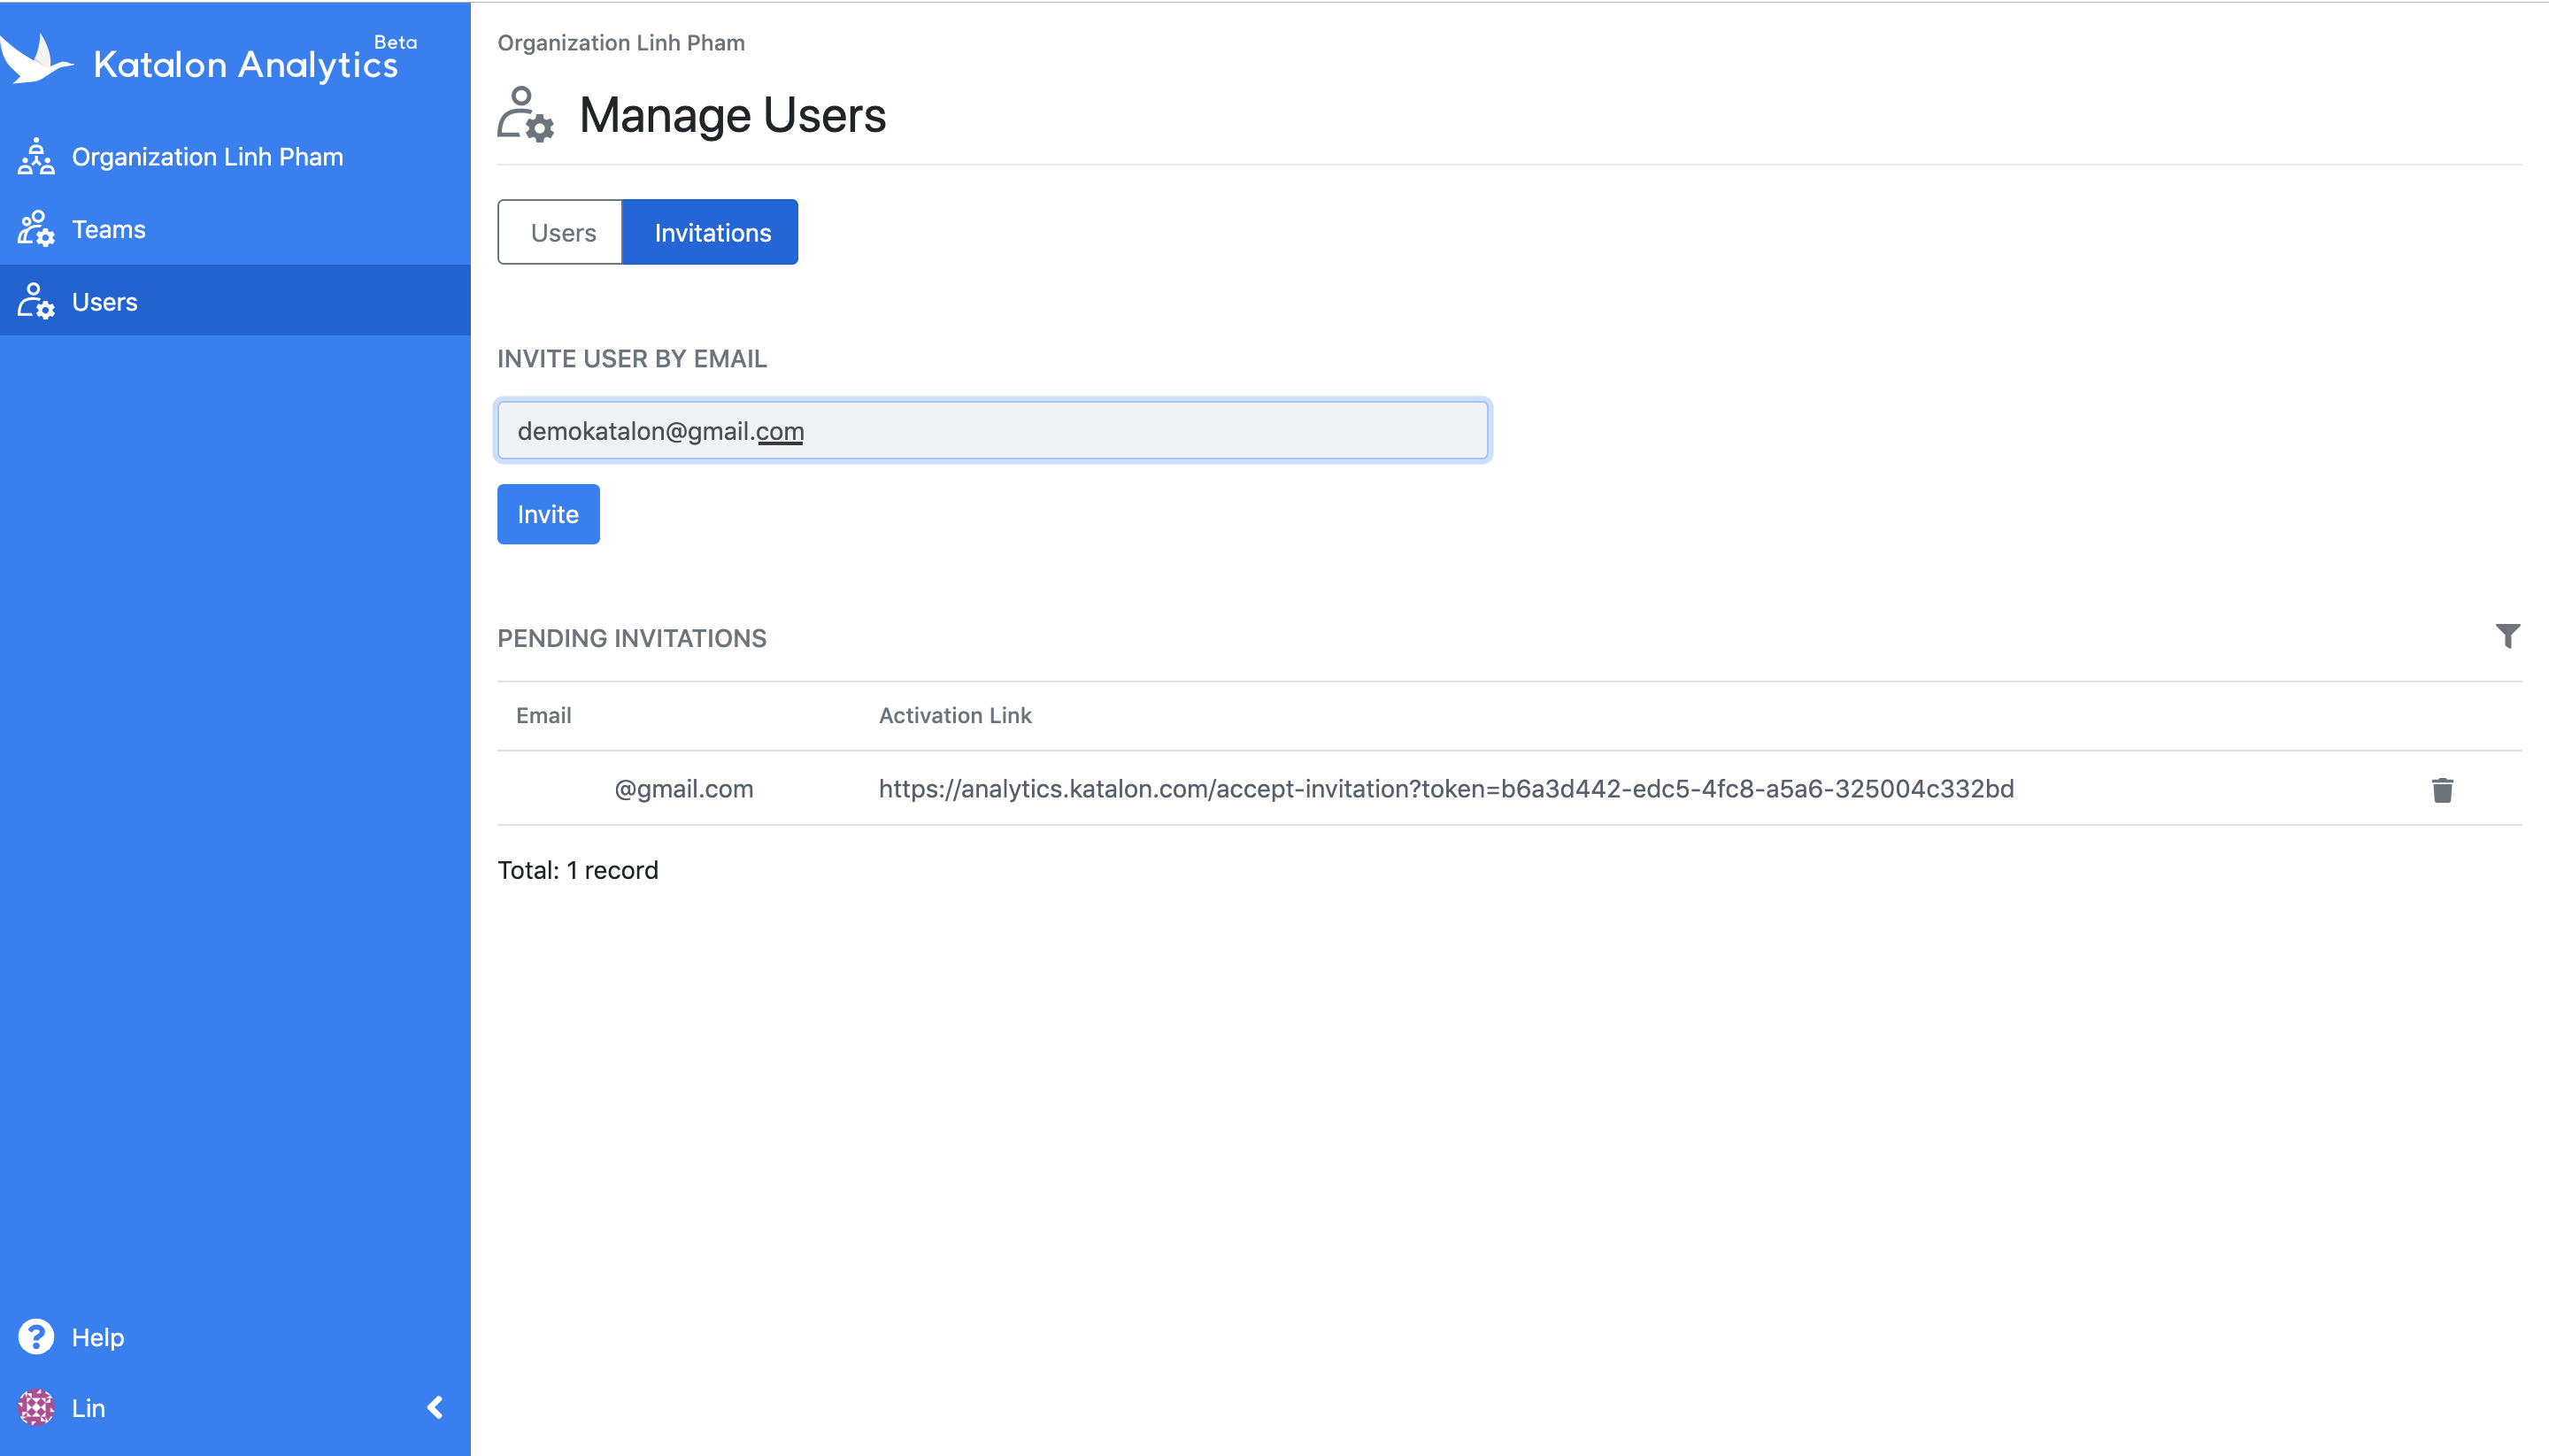 Katalon Analytics Beta
Organization Linh Pham
Teams
Users
Help
Lin
Organization Linh Pham
Manage Users
Users Invitations
INVITE USER BY EMAIL
demokatalon@gmail.com
Invite
PENDING INVITATIONS
Email Activation Link
@gmail.com https://analytics.katalon.com/accept-invitation?token=b6a3d442-edc5-4fc8-a5a6-325004c332bd
Total: 1 record